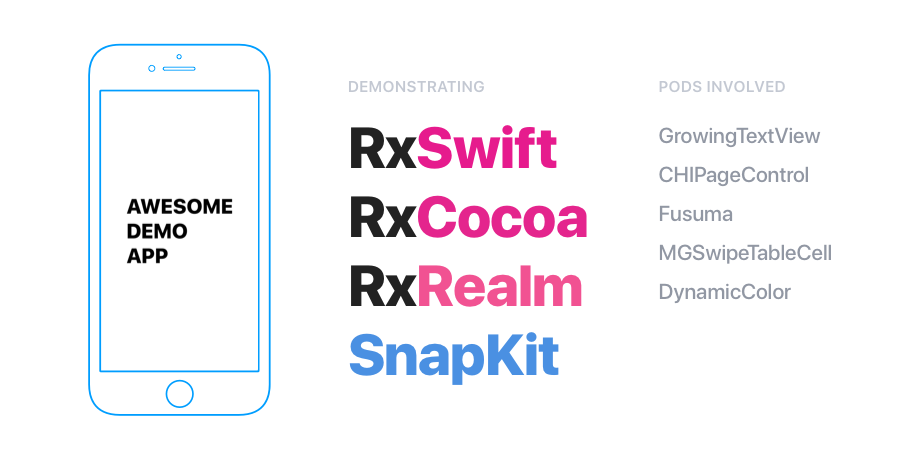 AWESOME
DEMO
APP
DEMONSTRATING
RxSwift
RxCocoa
RxRealm
SnapKit
PODS INVOLVED
GrowingTextView
CHIPageControl
Fusuma
MGSwipeTableCell
DynamicColor